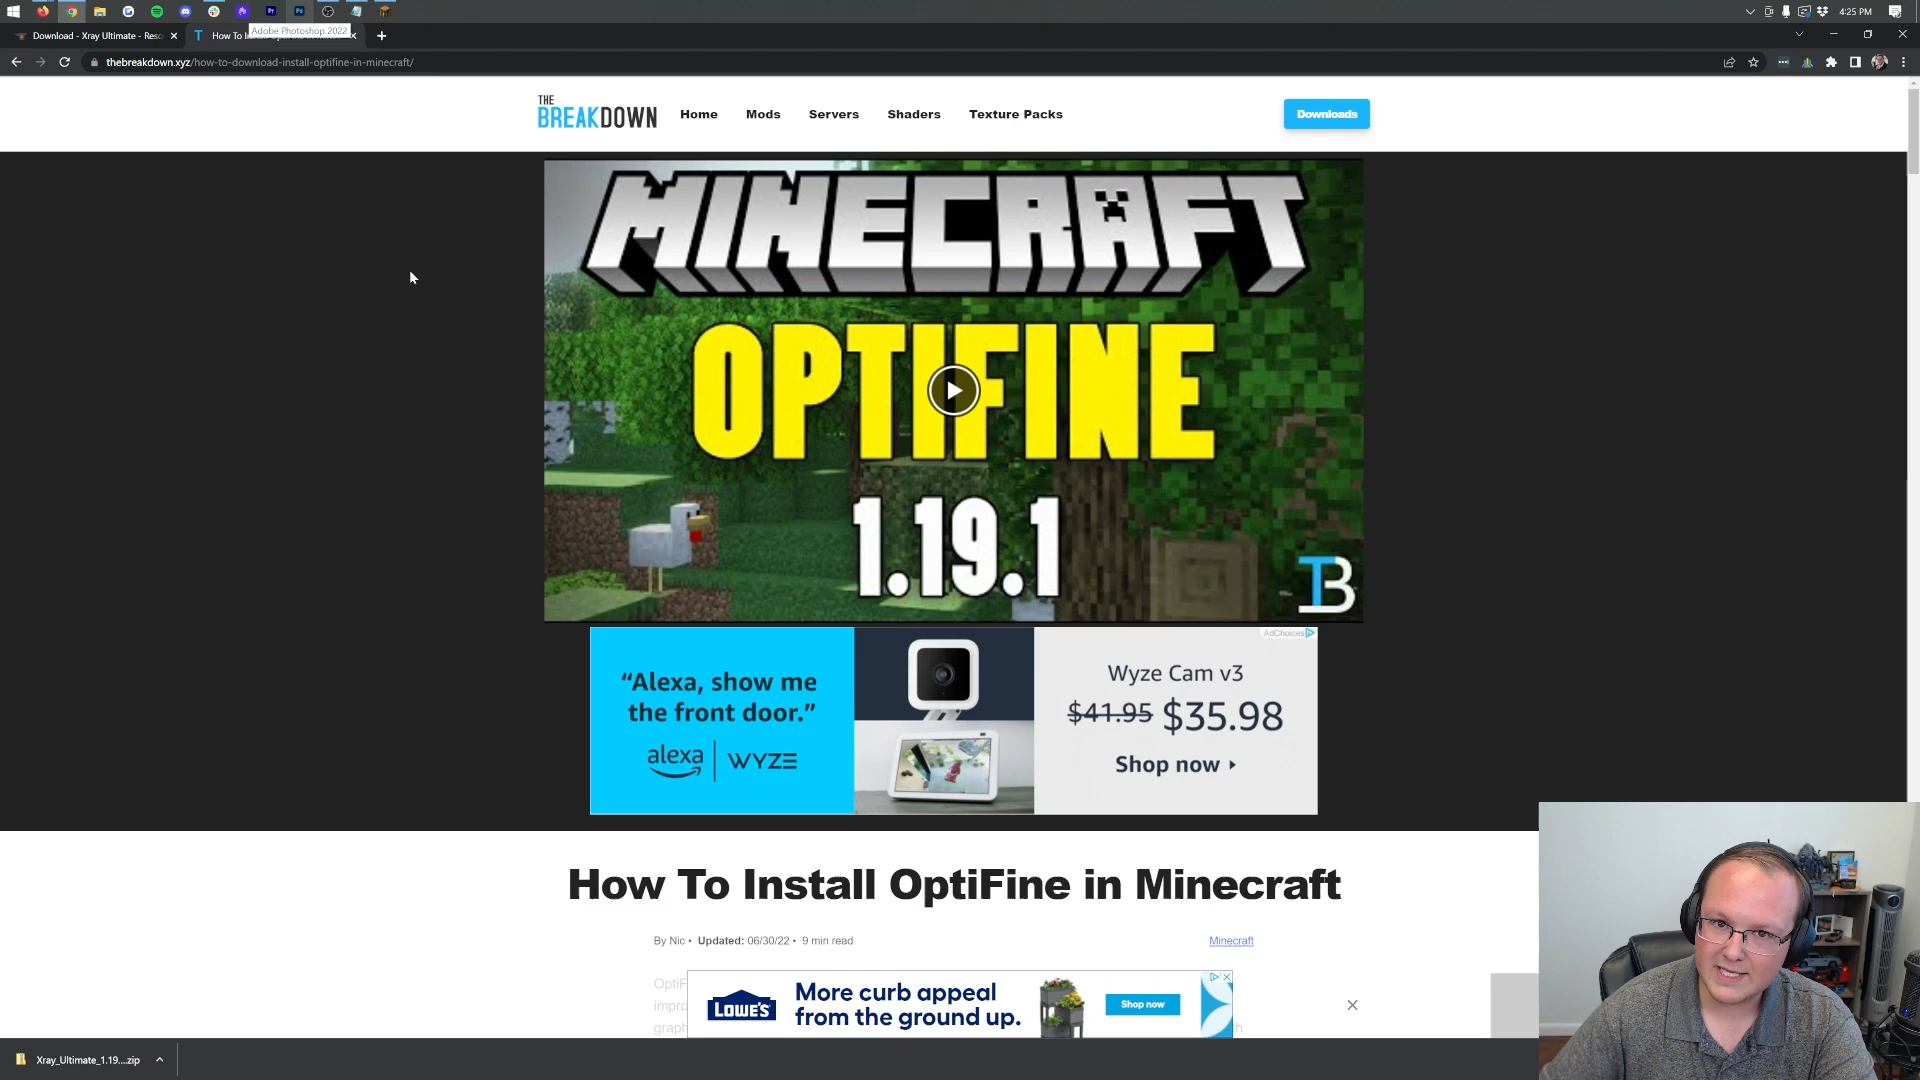 4:25 PM
Download - Xray Ultimate - Reso
How To
Adobe Photoshop 2022
thebreakdown.xyz/how-to-download-install-optifine-in-minecraft/
THE
BREAKDOWN
Home
Mods
Servers
Shaders
Texture Packs
Downloads
MINECRAFT
OPTIFINE
1.19.1
TB
AdChoices
“Alexa, show me
the front door.”
alexa | WYZE
Wyze Cam v3
$41.95 $35.98
Shop now
How To Install OptiFine in Minecraft
By Nic • Updated: 06/30/22 • 9 min read
Minecraft
OptiF
impro
graph
LOWE'S
More curb appeal
from the ground up.
Shop now
Xray_Ultimate_1.19....zip